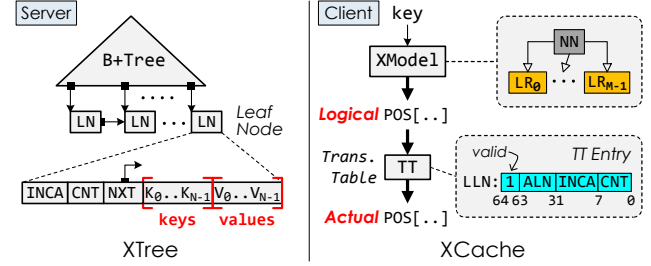 Server
B+Tree
....
LN
LN
...
LN
Leaf
Node
INCA CNT NXT K0..KN-1 V0..VN-1
keys values
XTree
Client
key
XModel
NN
LR0 ... LRM-1
Logical POS[..]
Trans.
Table
TT
Actual POS[..]
valid
TT Entry
LLN: 1 ALN INCA CNT
64 63 31 7 0
XCache